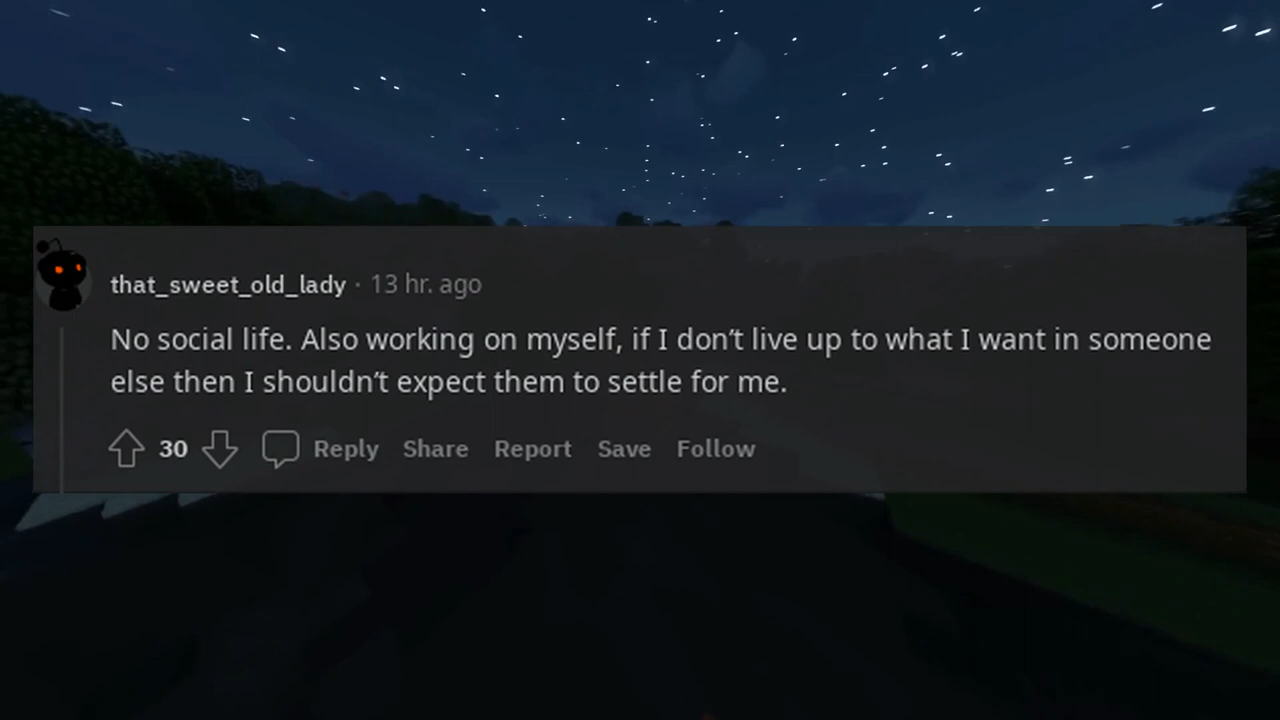 that_sweet_old_lady · 13 hr. ago
No social life. Also working on myself, if I don’t live up to what I want in someone
else then I shouldn’t expect them to settle for me.
30 Reply Share Report Save Follow